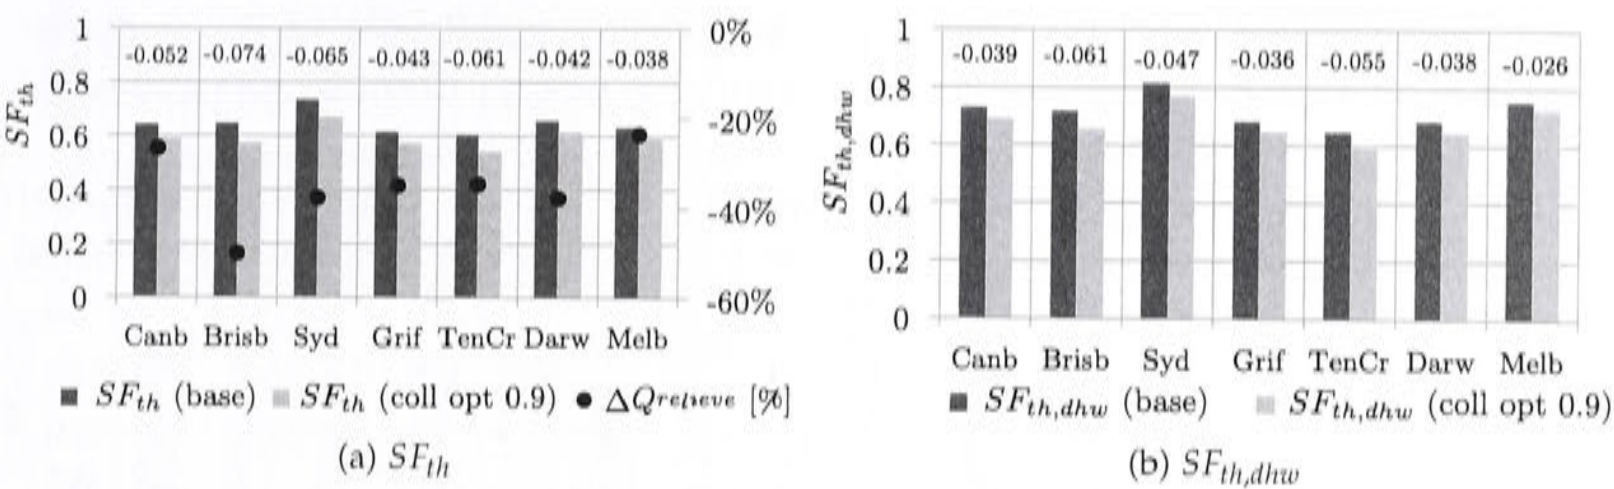 1
0.8
0.6
0.4
0.2
0
SF_th
0%
-20%
-40%
-60%
-0.052 -0.074 -0.065 -0.043 -0.061 -0.042 -0.038
Canb Brisb Syd Grif TenCr Darw Melb
SF_th (base) SF_th (coll opt 0.9) ΔQrelieve [%]
(a) SF_th
1
0.8
0.6
0.4
0.2
0
SF_th,dhw
-0.039 -0.061 -0.047 -0.036 -0.055 -0.038 -0.026
Canb Brisb Syd Grif TenCr Darw Melb
SF_th,dhw (base) SF_th,dhw (coll opt 0.9)
(b) SF_th,dhw